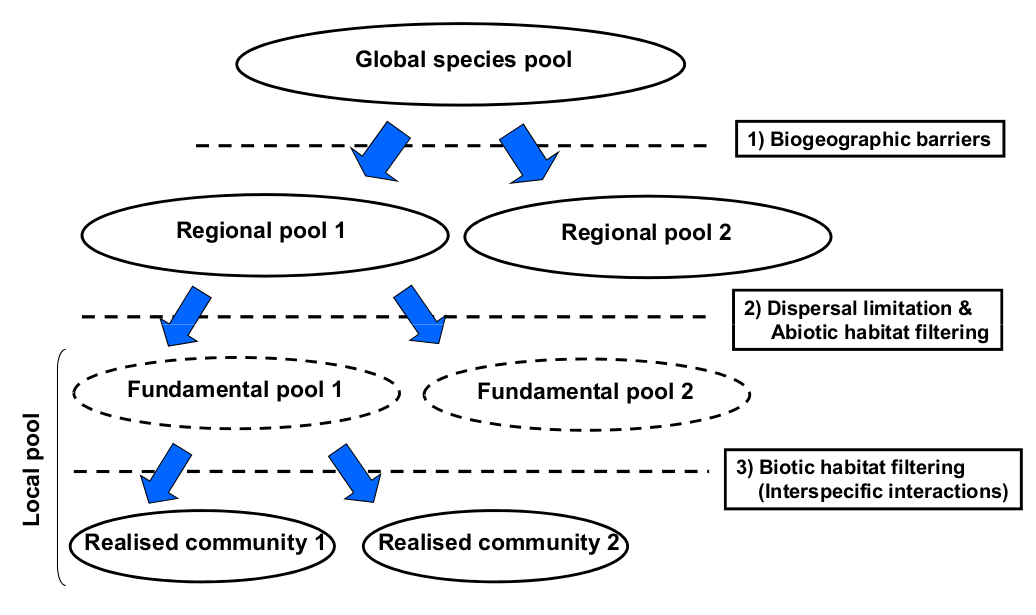 Global species pool
1) Biogeographic barriers
Regional pool 1
Regional pool 2
2) Dispersal limitation &
Abiotic habitat filtering
Fundamental pool 1
Fundamental pool 2
Local pool
3) Biotic habitat filtering
(Interspecific interactions)
Realised community 1
Realised community 2